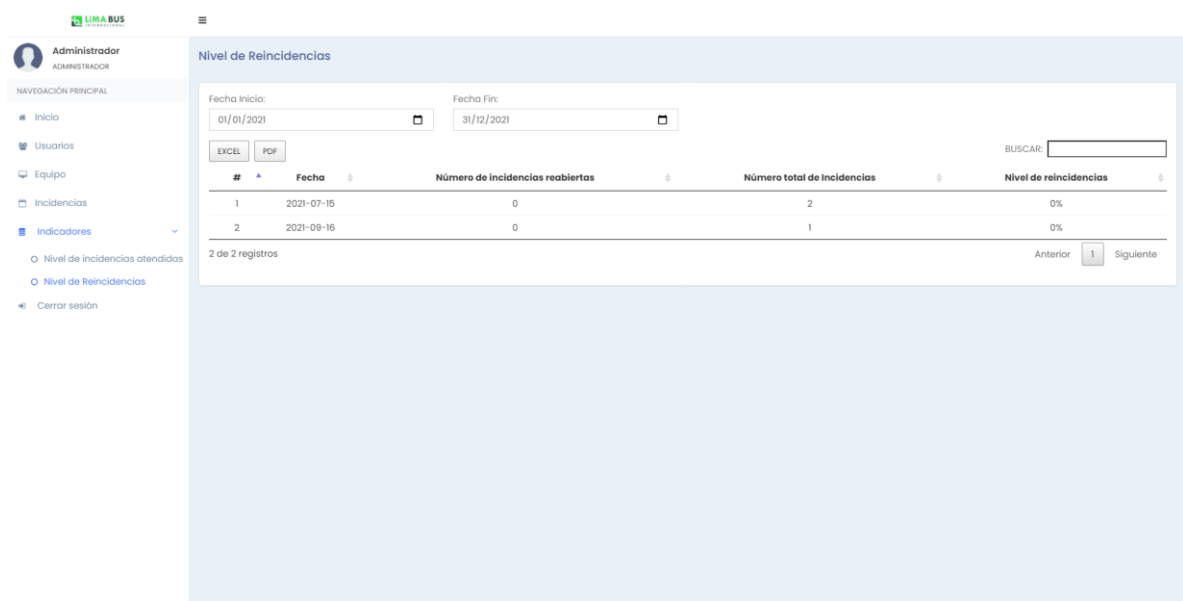 LIMA BUS
INTERNACIONAL
Administrador
ADMINISTRADOR
NAVEGACIÓN PRINCIPAL
Inicio
Usuarios
Equipo
Incidencias
Indicadores
Nivel de incidencias atendidas
Nivel de Reincidencias
Cerrar sesión
Nivel de Reincidencias
Fecha Inicio: Fecha Fin:
01/01/2021 31/12/2021
EXCEL PDF BUSCAR:
# Fecha Número de incidencias reabiertas Número total de Incidencias Nivel de reincidencias
1 2021-07-15 0 2 0%
2 2021-09-16 0 1 0%
2 de 2 registros Anterior 1 Siguiente